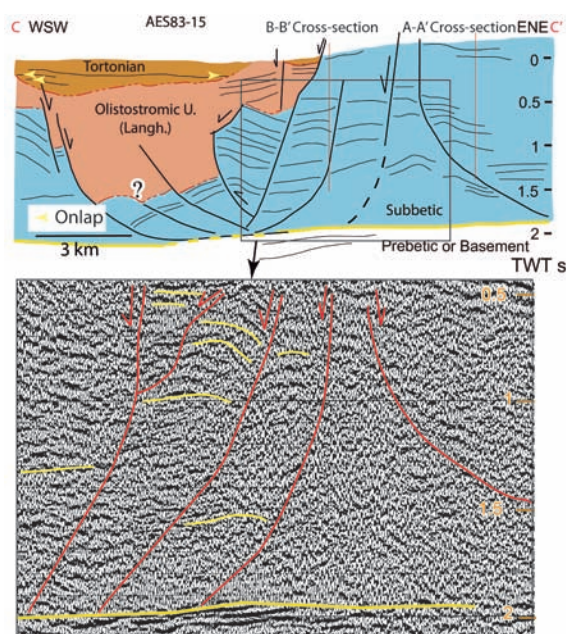 C WSW AES83-15 B-B' Cross-section A-A' Cross-section ENE C'
Tortonian
0
Olistostromic U.
(Langh.)
0.5
1
?
1.5
Onlap
Subbetic
3 km
2
Prebetic or Basement
TWT s
0.5
1
1.5
2